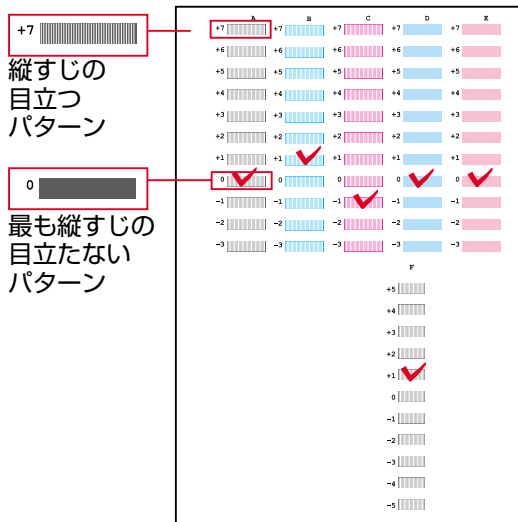 +7
縦すじの
目立つ
パターン
0
最も縦すじの
目立たない
パターン
A B C D E
+7 +7 +7 +7 +7
+6 +6 +6 +6 +6
+5 +5 +5 +5 +5
+4 +4 +4 +4 +4
+3 +3 +3 +3 +3
+2 +2 +2 +2 +2
+1 +1 +1 +1 +1
0 0 0 0 0
−1 −1 −1 −1 −1
−2 −2 −2 −2 −2
−3 −3 −3 −3 −3
F
+5
+4
+3
+2
+1
0
−1
−2
−3
−4
−5